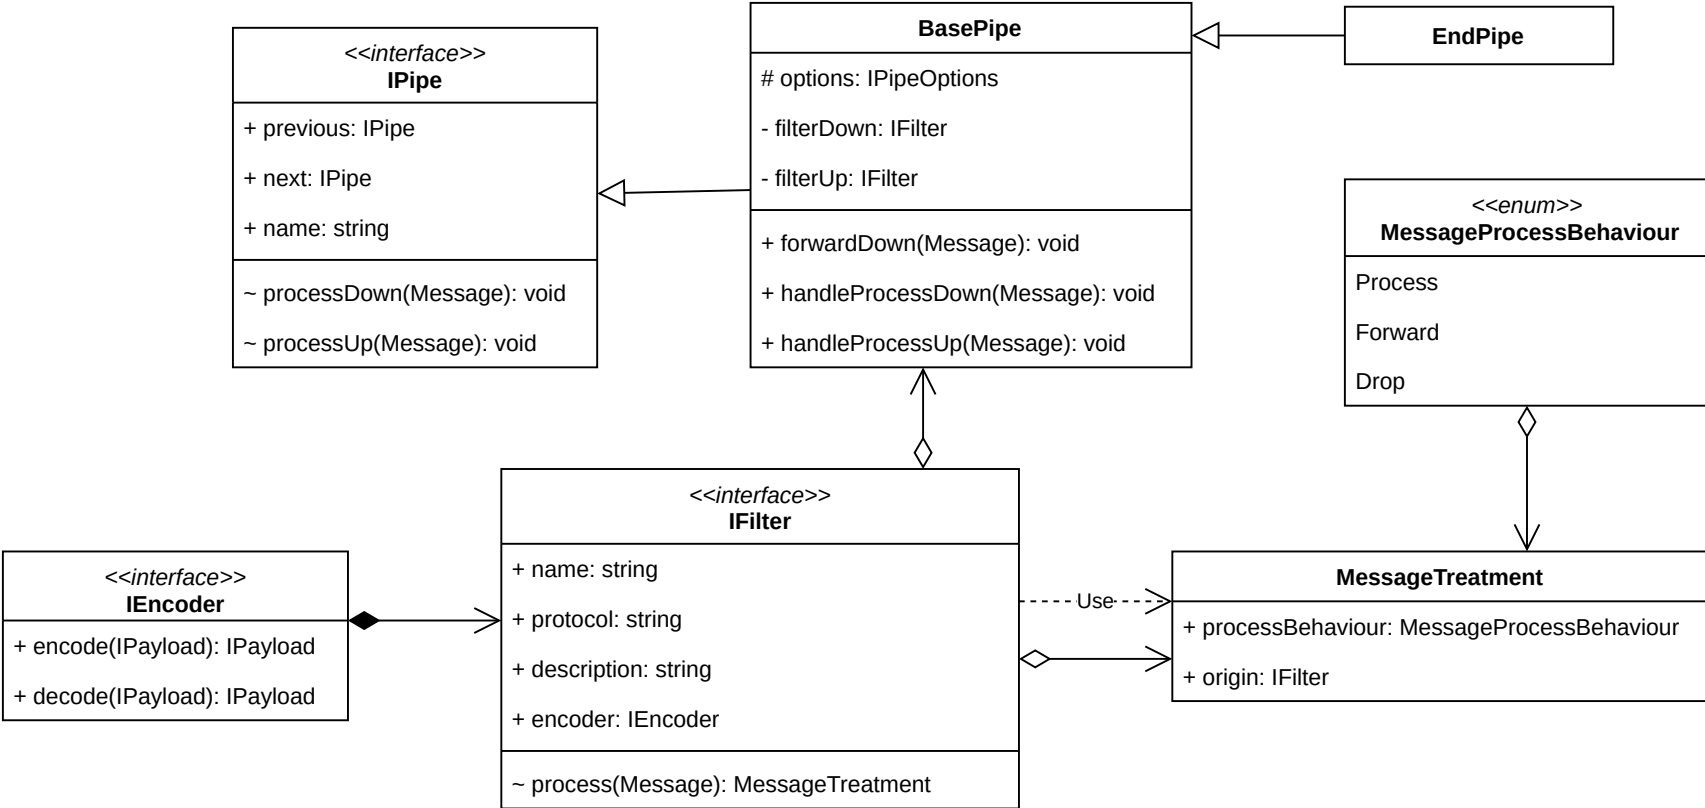 <<interface>>
IPipe
+ previous: IPipe
+ next: IPipe
+ name: string
~ processDown(Message): void
~ processUp(Message): void
BasePipe
# options: IPipeOptions
- filterDown: IFilter
- filterUp: IFilter
+ forwardDown(Message): void
+ handleProcessDown(Message): void
+ handleProcessUp(Message): void
EndPipe
<<enum>>
MessageProcessBehaviour
Process
Forward
Drop
<<interface>>
IEncoder
+ encode(IPayload): IPayload
+ decode(IPayload): IPayload
<<interface>>
IFilter
+ name: string
+ protocol: string
+ description: string
+ encoder: IEncoder
~ process(Message): MessageTreatment
Use
MessageTreatment
+ processBehaviour: MessageProcessBehaviour
+ origin: IFilter